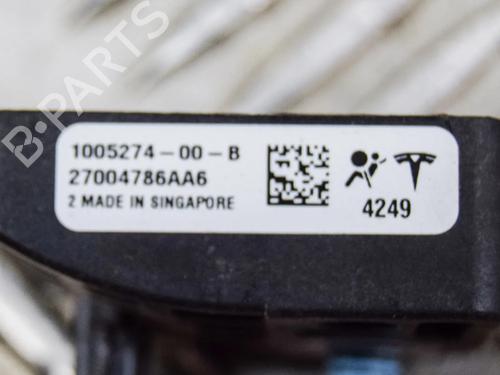 B-PARTS
1005274-00-B
27004786AA6
2 MADE IN SINGAPORE
4249